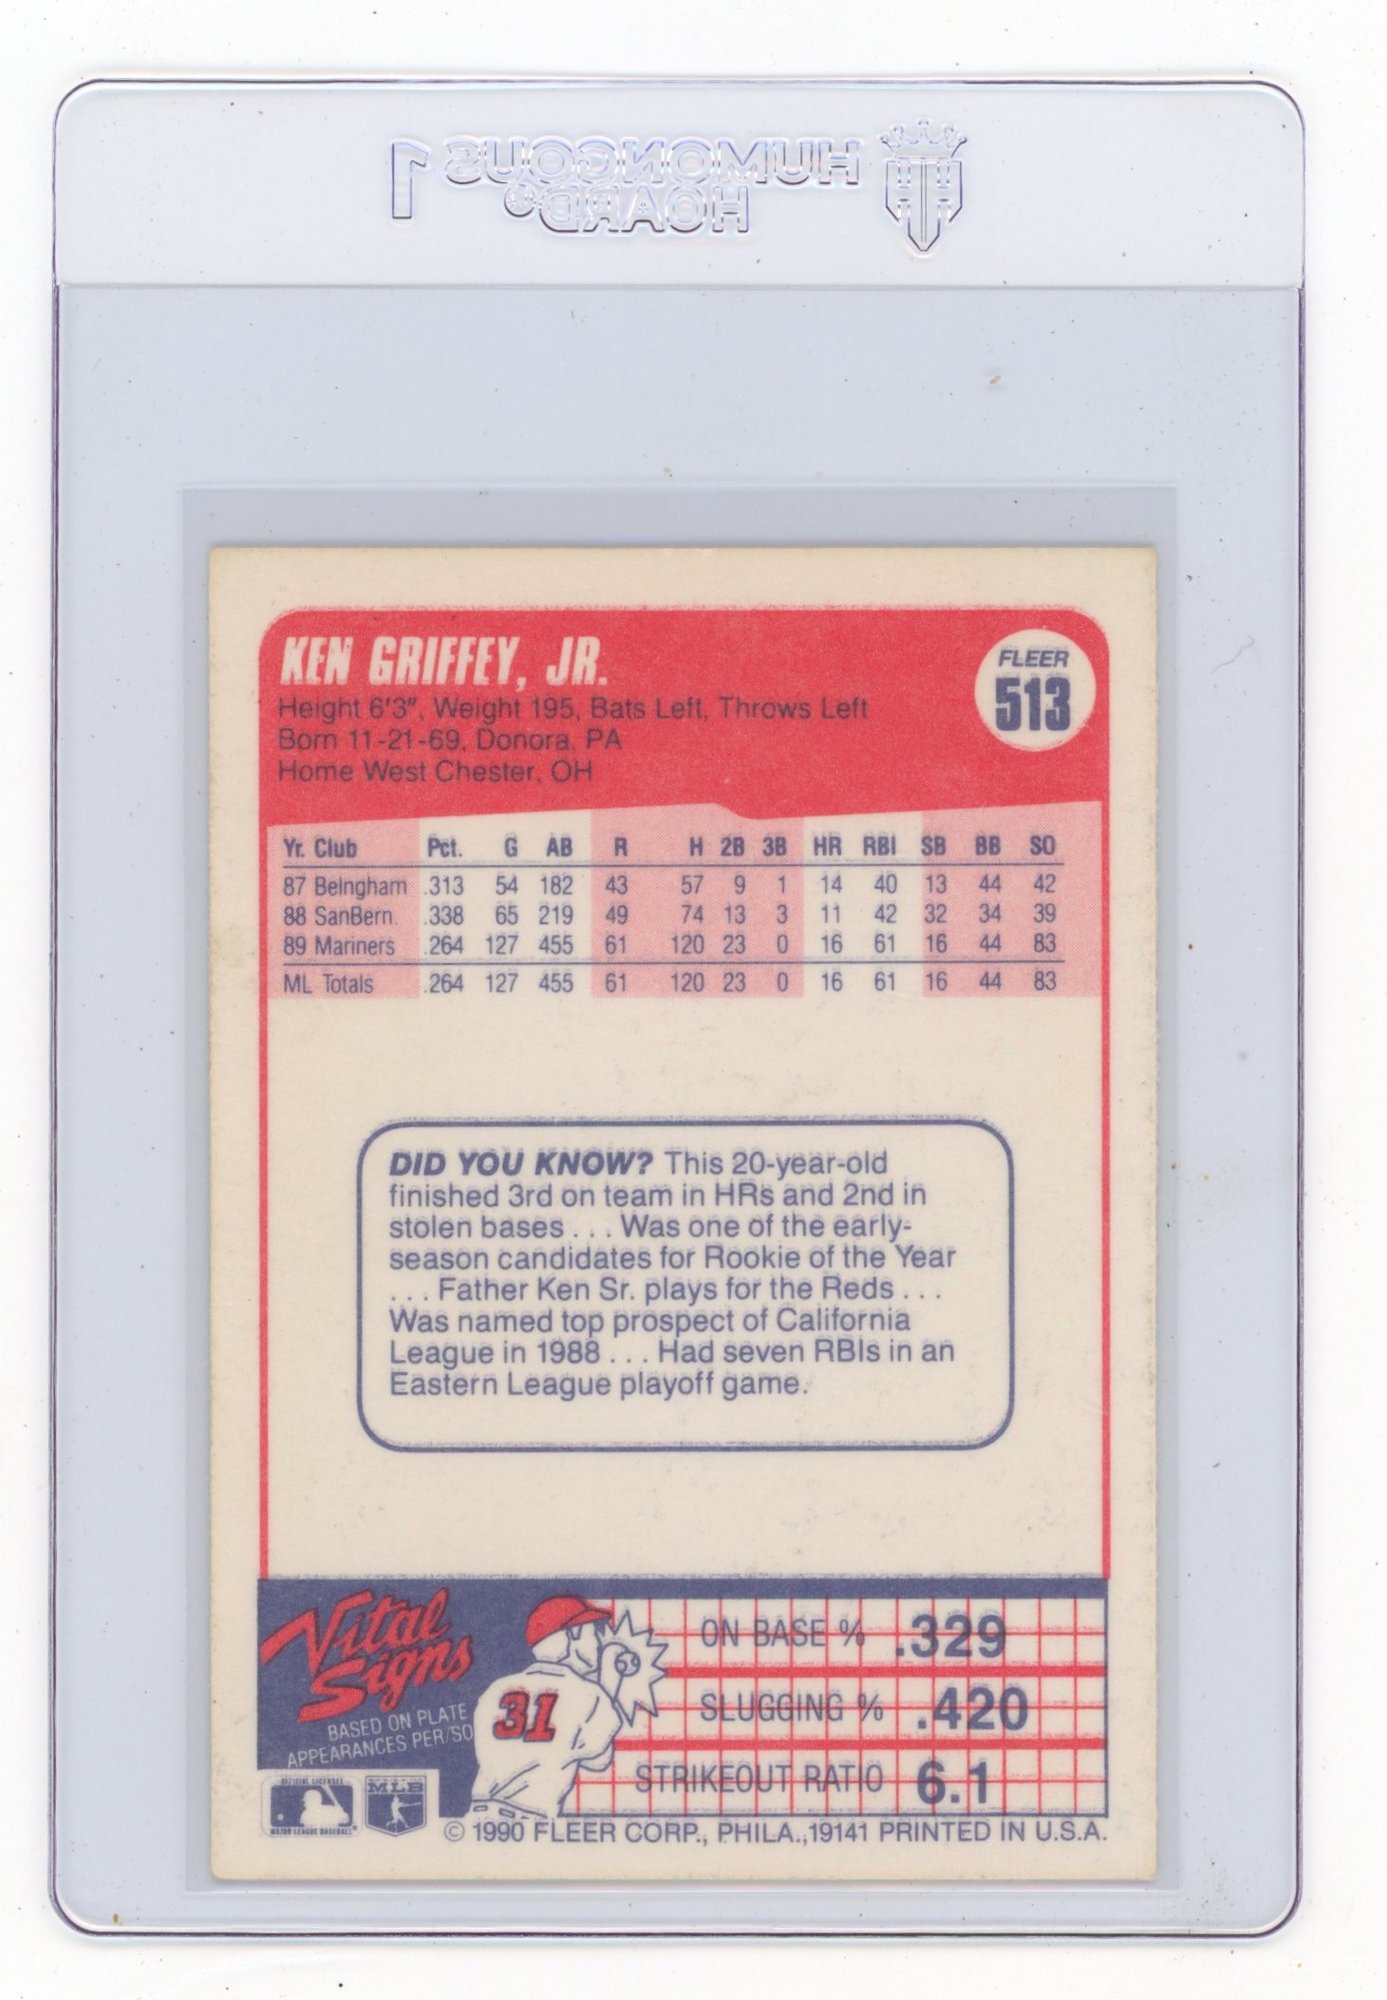 HUMONGOUS 1
HOARD®
KEN GRIFFEY, JR.
FLEER
513
Height 6'3", Weight 195, Bats Left, Throws Left
Born 11-21-69, Donora, PA
Home West Chester, OH
Yr. Club Pct. G AB R H 2B 3B HR RBI SB BB SO
87 Belngham .313 54 182 43 57 9 1 14 40 13 44 42
88 SanBern. .338 65 219 49 74 13 3 11 42 32 34 39
89 Mariners .264 127 455 61 120 23 0 16 61 16 44 83
ML Totals .264 127 455 61 120 23 0 16 61 16 44 83
DID YOU KNOW? This 20-year-old
finished 3rd on team in HRs and 2nd in
stolen bases . . . Was one of the early-
season candidates for Rookie of the Year
. . . Father Ken Sr. plays for the Reds . . .
Was named top prospect of California
League in 1988 . . . Had seven RBIs in an
Eastern League playoff game.
Vital
Signs
BASED ON PLATE
APPEARANCES PER/SO
31
ON BASE % .329
SLUGGING % .420
STRIKEOUT RATIO 6.1
OFFICIAL LICENSEE
MAJOR LEAGUE BASEBALL®
MLB
© 1990 FLEER CORP., PHILA.,19141 PRINTED IN U.S.A.